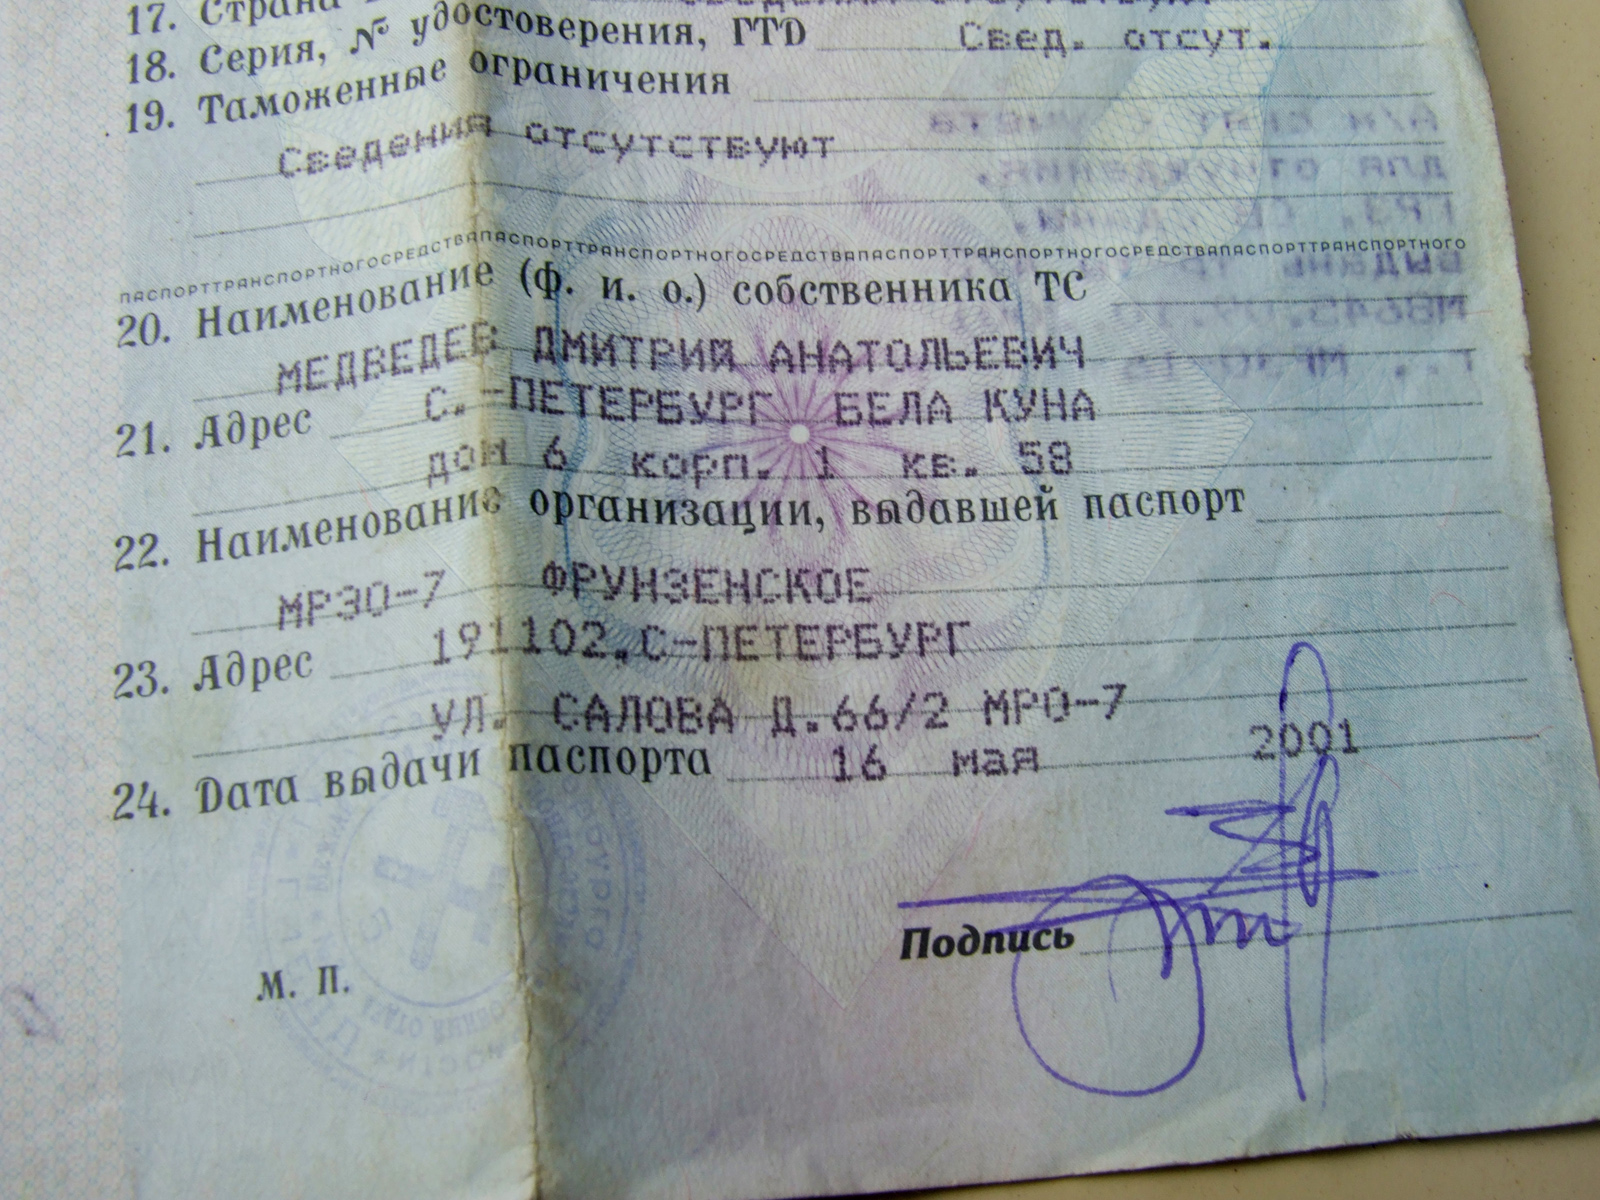 17. Страна
18. Серия, № удостоверения, ГТD Свед. отсут.
19. Таможенные ограничения
Сведения отсутствуют
ПАСПОРТТРАНСПОРТНОГОСРЕДСТВАПАСПОРТТРАНСПОРТНОГОСРЕДСТВАПАСПОРТТРАНСПОРТНОГОСРЕДСТВАПАСПОРТТРАНСПОРТНОГО
20. Наименование (ф. и. о.) собственника ТС
МЕДВЕДЕВ ДМИТРИЙ АНАТОЛЬЕВИЧ
21. Адрес С.-ПЕТЕРБУРГ БЕЛА КУНА
дом 6 корп. 1 кв. 58
22. Наименование организации, выдавшей паспорт
МРЭО-7 ФРУНЗЕНСКОЕ
23. Адрес 191102,С-ПЕТЕРБУРГ
УЛ. САЛОВА Д.66/2 МРО-7
24. Дата выдачи паспорта 16 мая 2001
Подпись
М. П.